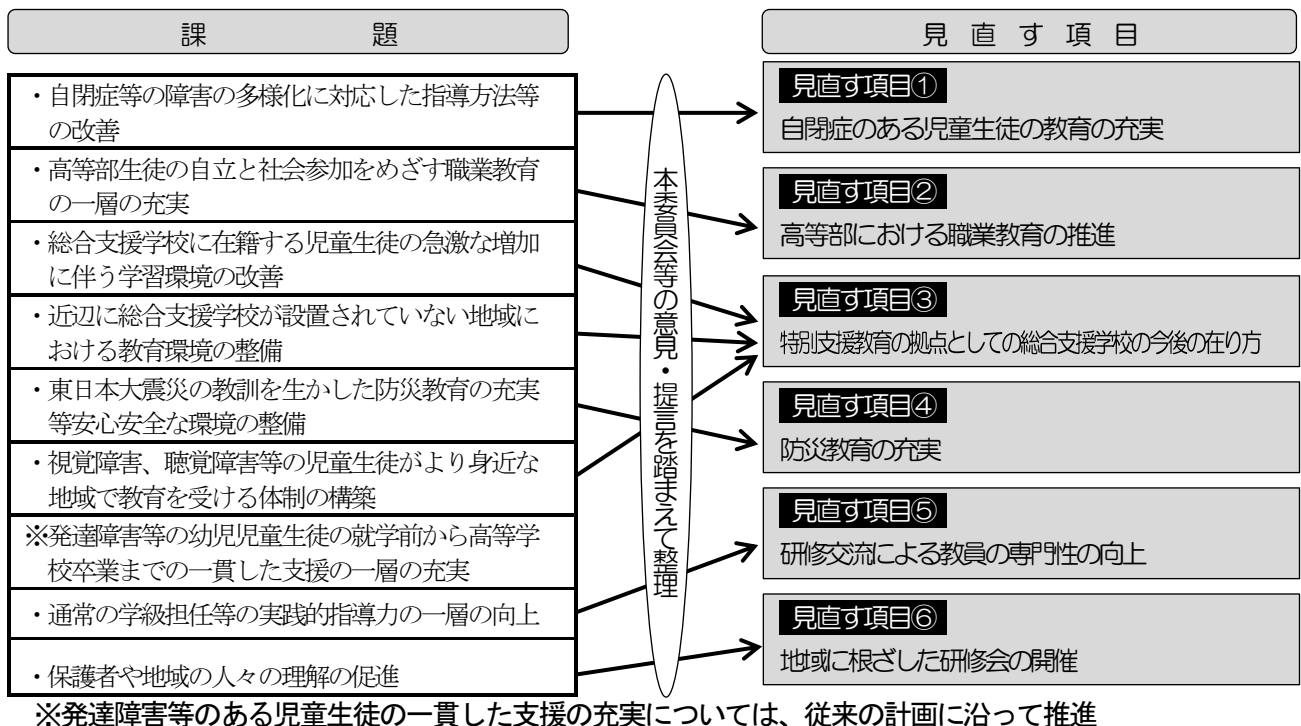 課題
・自閉症等の障害の多様化に対応した指導方法等
の改善
・高等部生徒の自立と社会参加をめざす職業教育
の一層の充実
・総合支援学校に在籍する児童生徒の急激な増加
に伴う学習環境の改善
・近辺に総合支援学校が設置されていない地域に
おける教育環境の整備
・東日本大震災の教訓を生かした防災教育の充実
等安心安全な環境の整備
・視覚障害、聴覚障害等の児童生徒がより身近な
地域で教育を受ける体制の構築
※発達障害等の幼児児童生徒の就学前から高等学
校卒業までの一貫した支援の一層の充実
・通常の学級担任等の実践的指導力の一層の向上
・保護者や地域の人々の理解の促進
本委員会等の意見・提言を踏まえて整理
見直す項目
見直す項目①
自閉症のある児童生徒の教育の充実
見直す項目②
高等部における職業教育の推進
見直す項目③
特別支援教育の拠点としての総合支援学校の今後の在り方
見直す項目④
防災教育の充実
見直す項目⑤
研修交流による教員の専門性の向上
見直す項目⑥
地域に根ざした研修会の開催
※発達障害等のある児童生徒の一貫した支援の充実については、従来の計画に沿って推進